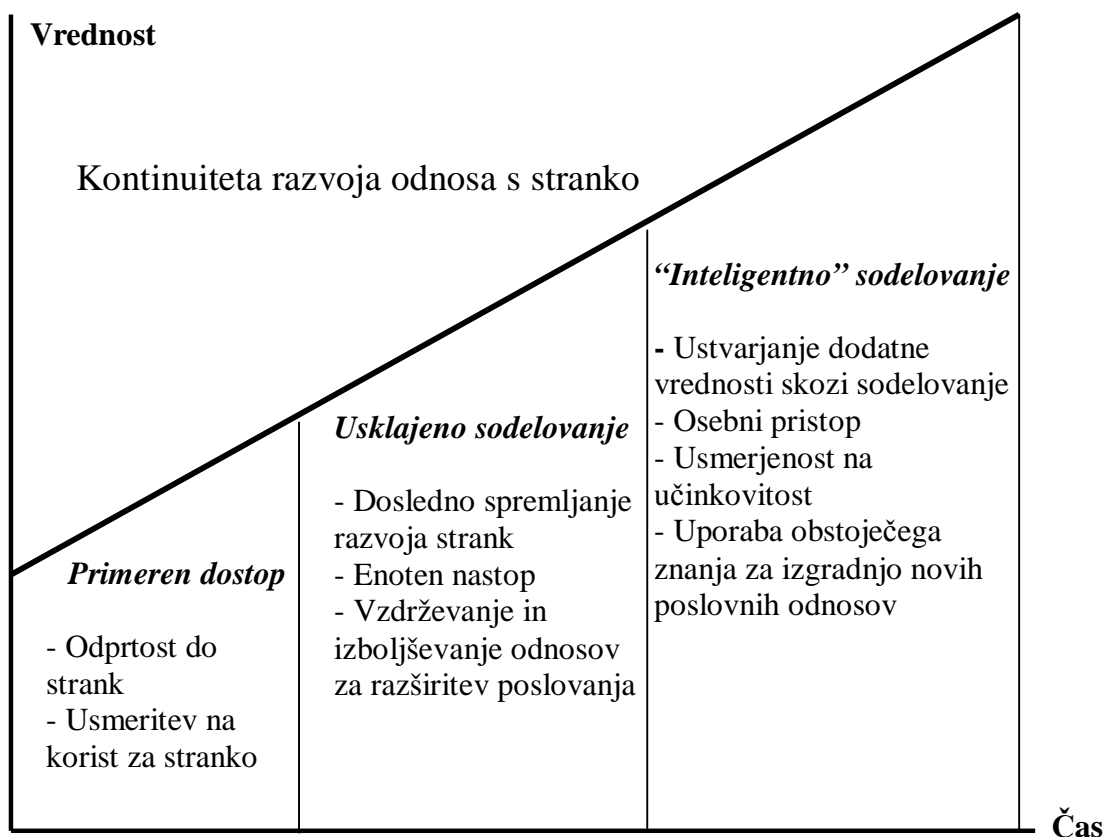 Vrednost
Kontinuiteta razvoja odnosa s stranko
Primeren dostop
- Odprtost do
strank
- Usmeritev na
korist za stranko
Usklajeno sodelovanje
- Dosledno spremljanje
razvoja strank
- Enoten nastop
- Vzdrževanje in
izboljševanje odnosov
za razširitev poslovanja
“Inteligentno” sodelovanje
- Ustvarjanje dodatne
vrednosti skozi sodelovanje
- Osebni pristop
- Usmerjenost na
učinkovitost
- Uporaba obstoječega
znanja za izgradnjo novih
poslovnih odnosov
Čas